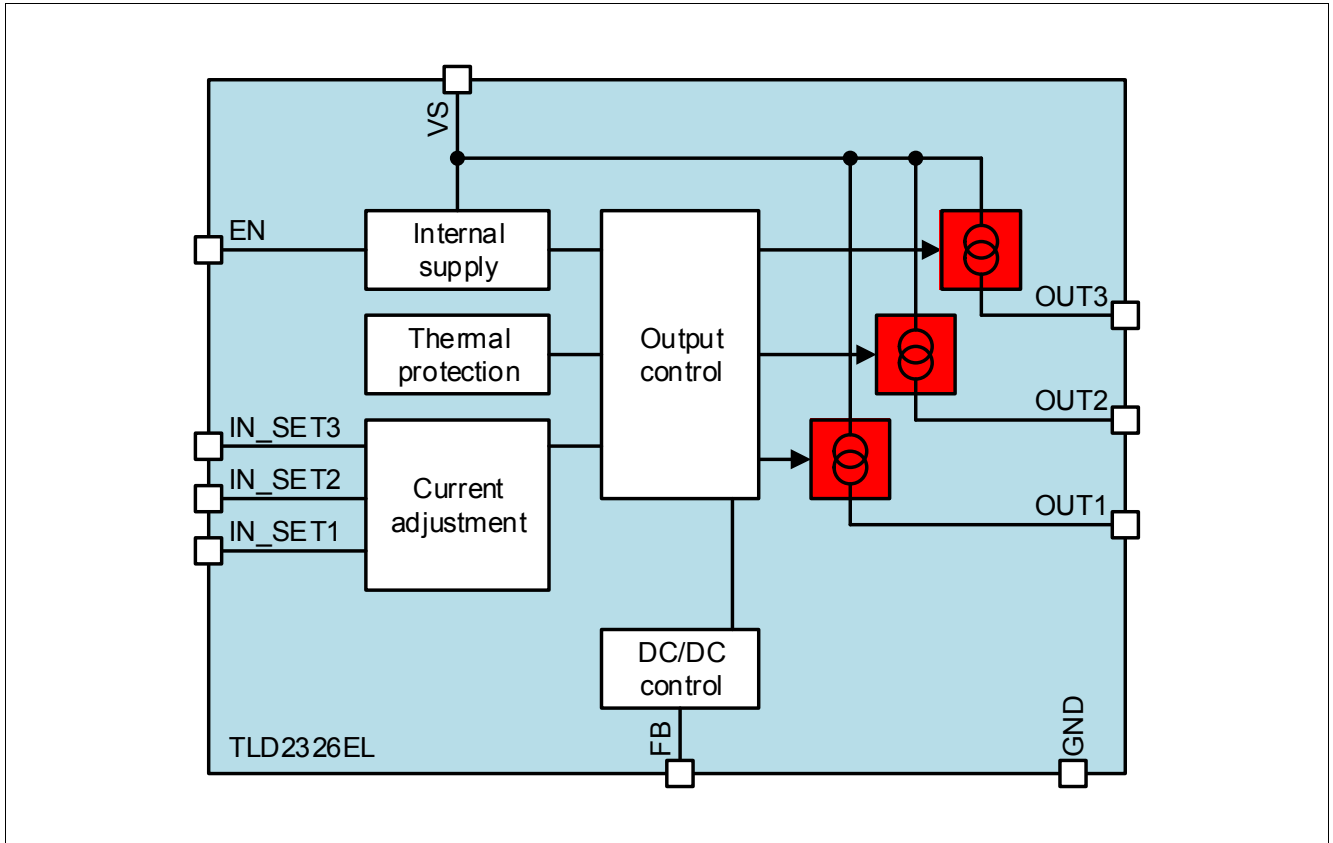 VS
EN
Internal
supply
Thermal
protection
Output
control
OUT3
OUT2
IN_SET3
IN_SET2
IN_SET1
Current
adjustment
OUT1
DC/DC
control
FB
GND
TLD2326EL